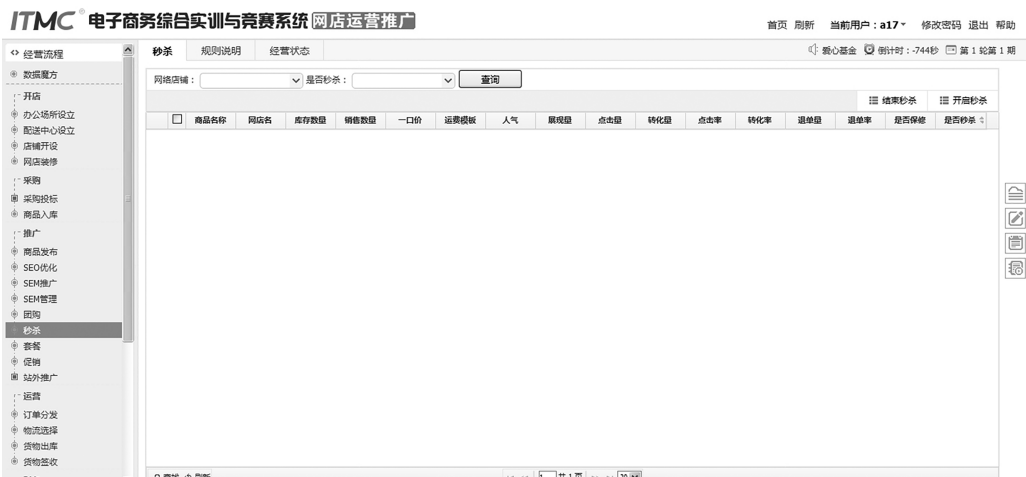 ITMC® 电子商务综合实训与竞赛系统 网店运营推广
首页 刷新 当前用户:a17 修改密码 退出 帮助
经营流程
秒杀 规则说明 经营状态
爱心基金 倒计时:-744秒 第 1 轮第 1 期
数据魔方
开店
办公场所设立
配送中心设立
店铺开设
网店装修
采购
采购投标
商品入库
推广
商品发布
SEO优化
SEM推广
SEM管理
团购
秒杀
套餐
促销
站外推广
运营
订单分发
物流选择
货物出库
货物签收
网络店铺: 是否秒杀: 查询
结束秒杀 开启秒杀
商品名称 网店名 库存数量 销售数量 一口价 运费模板 人气 展现量 点击量 转化量 点击率 转化率 退单量 退单率 是否保修 是否秒杀
查找 刷新 1 共 1 页 20